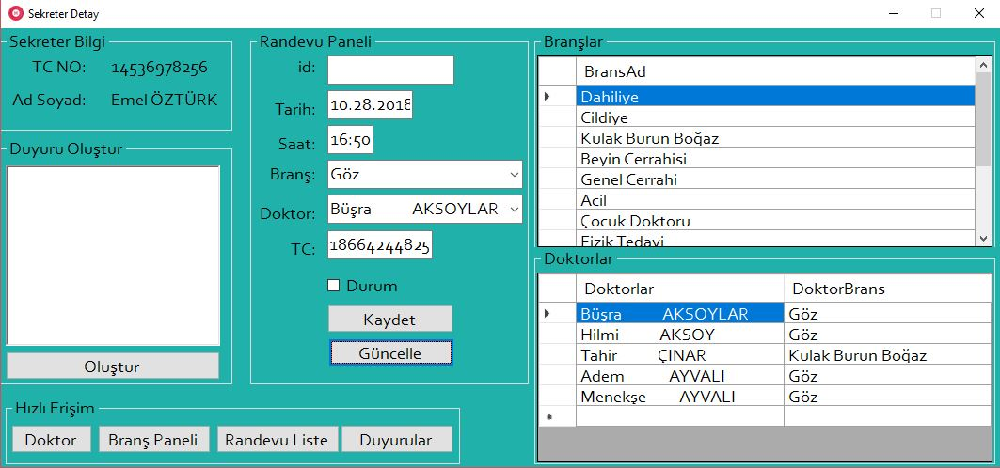 Sekreter Detay
Sekreter Bilgi
TC NO: 14536978256
Ad Soyad: Emel ÖZTÜRK
Duyuru Oluştur
Oluştur
Randevu Paneli
id:
Tarih: 10.28.2018
Saat: 16:50
Branş: Göz
Doktor: Büşra AKSOYLAR
TC: 18664244825
Durum
Kaydet
Güncelle
Hızlı Erişim
Doktor Branş Paneli Randevu Liste Duyurular
Branşlar
BransAd
Dahiliye
Cildiye
Kulak Burun Boğaz
Beyin Cerrahisi
Genel Cerrahi
Acil
Çocuk Doktoru
Fizik Tedavi
Doktorlar
Doktorlar DoktorBrans
Büşra AKSOYLAR Göz
Hilmi AKSOY Göz
Tahir ÇINAR Kulak Burun Boğaz
Adem AYVALI Göz
Menekşe AYVALI Göz